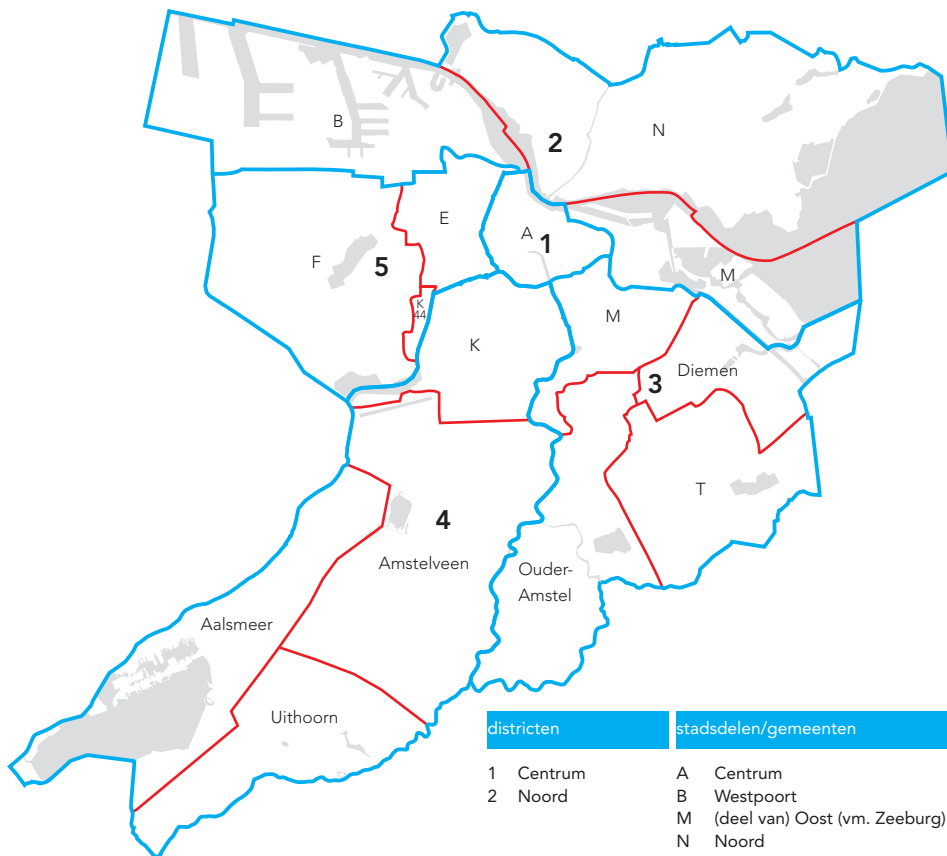 B
2
N
E
A 1
F
5
M
K
44
M
K
3
Diemen
T
4
Amstelveen
Ouder-
Amstel
Aalsmeer
Uithoorn
districten stadsdelen/gemeenten
1 Centrum A Centrum
2 Noord B Westpoort
M (deel van) Oost (vm. Zeeburg)
N Noord